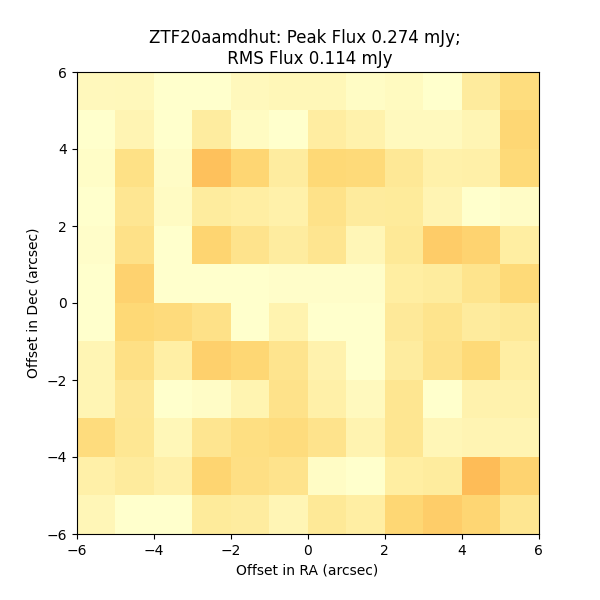 ZTF20aamdhut: Peak Flux 0.274 mJy;
RMS Flux 0.114 mJy
6
4
2
0
−2
−4
−6
Offset in Dec (arcsec)
−6 −4 −2 0 2 4 6
Offset in RA (arcsec)